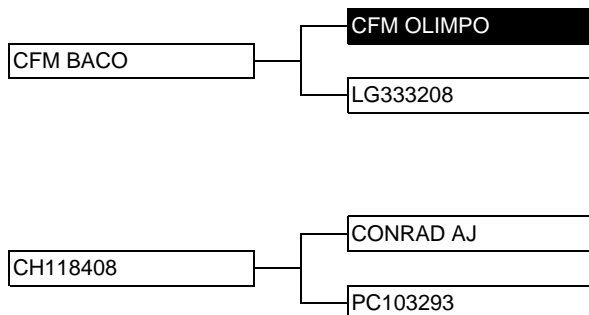 CFM OLIMPO
CFM BACO
LG333208
CONRAD AJ
CH118408
PC103293